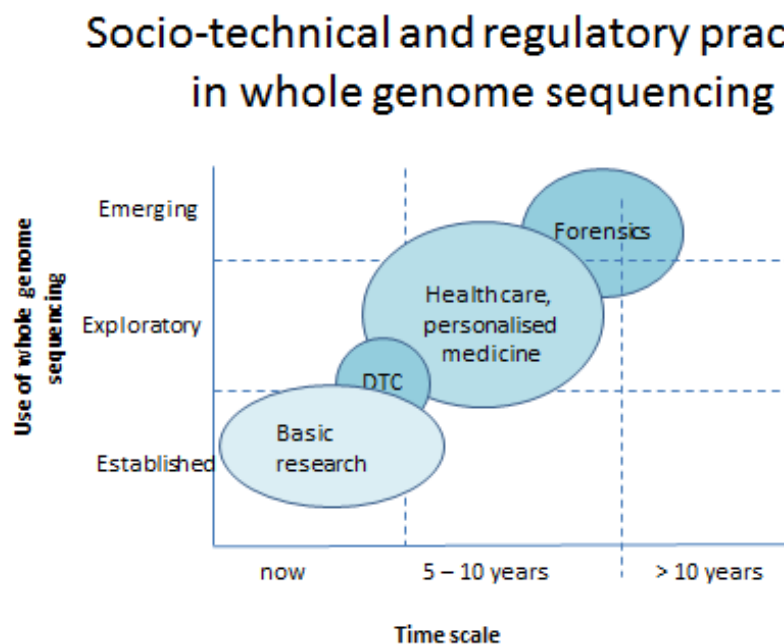 Socio-technical and regulatory prac
in whole genome sequencing
Emerging
Forensics
Use of whole genome
sequencing
Exploratory
Healthcare,
personalised
medicine
DTC
Established
Basic
research
now
5 – 10 years
> 10 years
Time scale